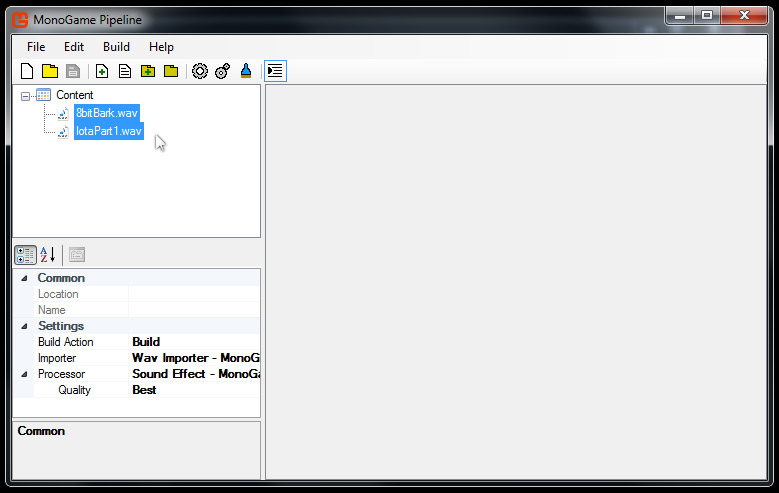 MonoGame Pipeline
File Edit Build Help
Content
8bitBark.wav
IotaPart1.wav
Common
Location
Name
Settings
Build Action Build
Importer Wav Importer - MonoG
Processor Sound Effect - MonoGa
Quality Best
Common